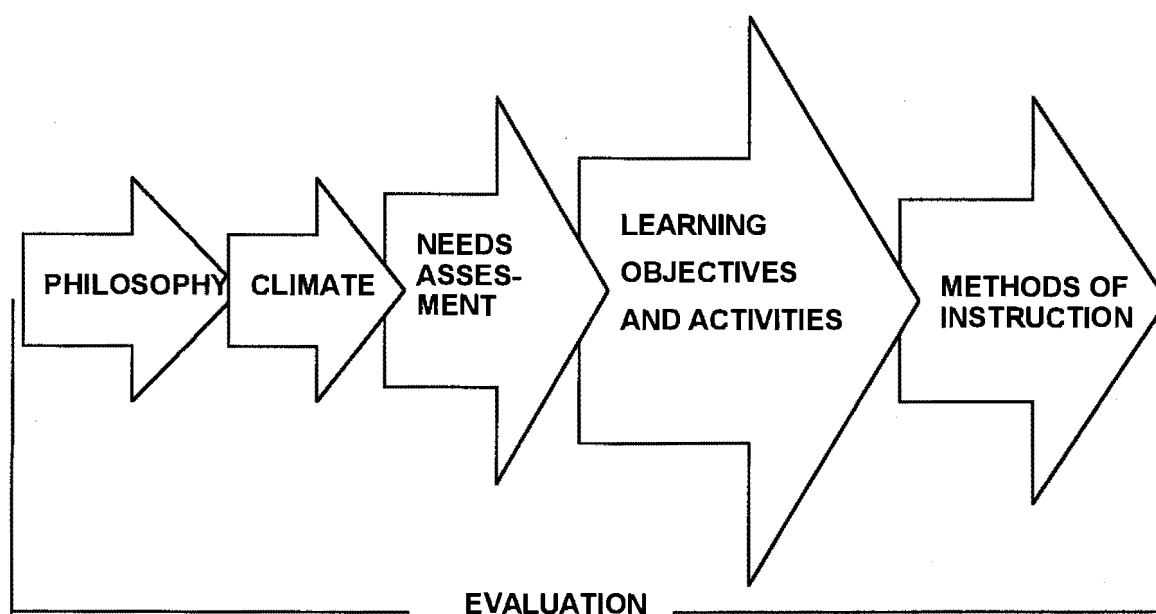 PHILOSOPHY
CLIMATE
NEEDS
ASSES-
MENT
LEARNING
OBJECTIVES
AND ACTIVITIES
METHODS OF
INSTRUCTION
EVALUATION